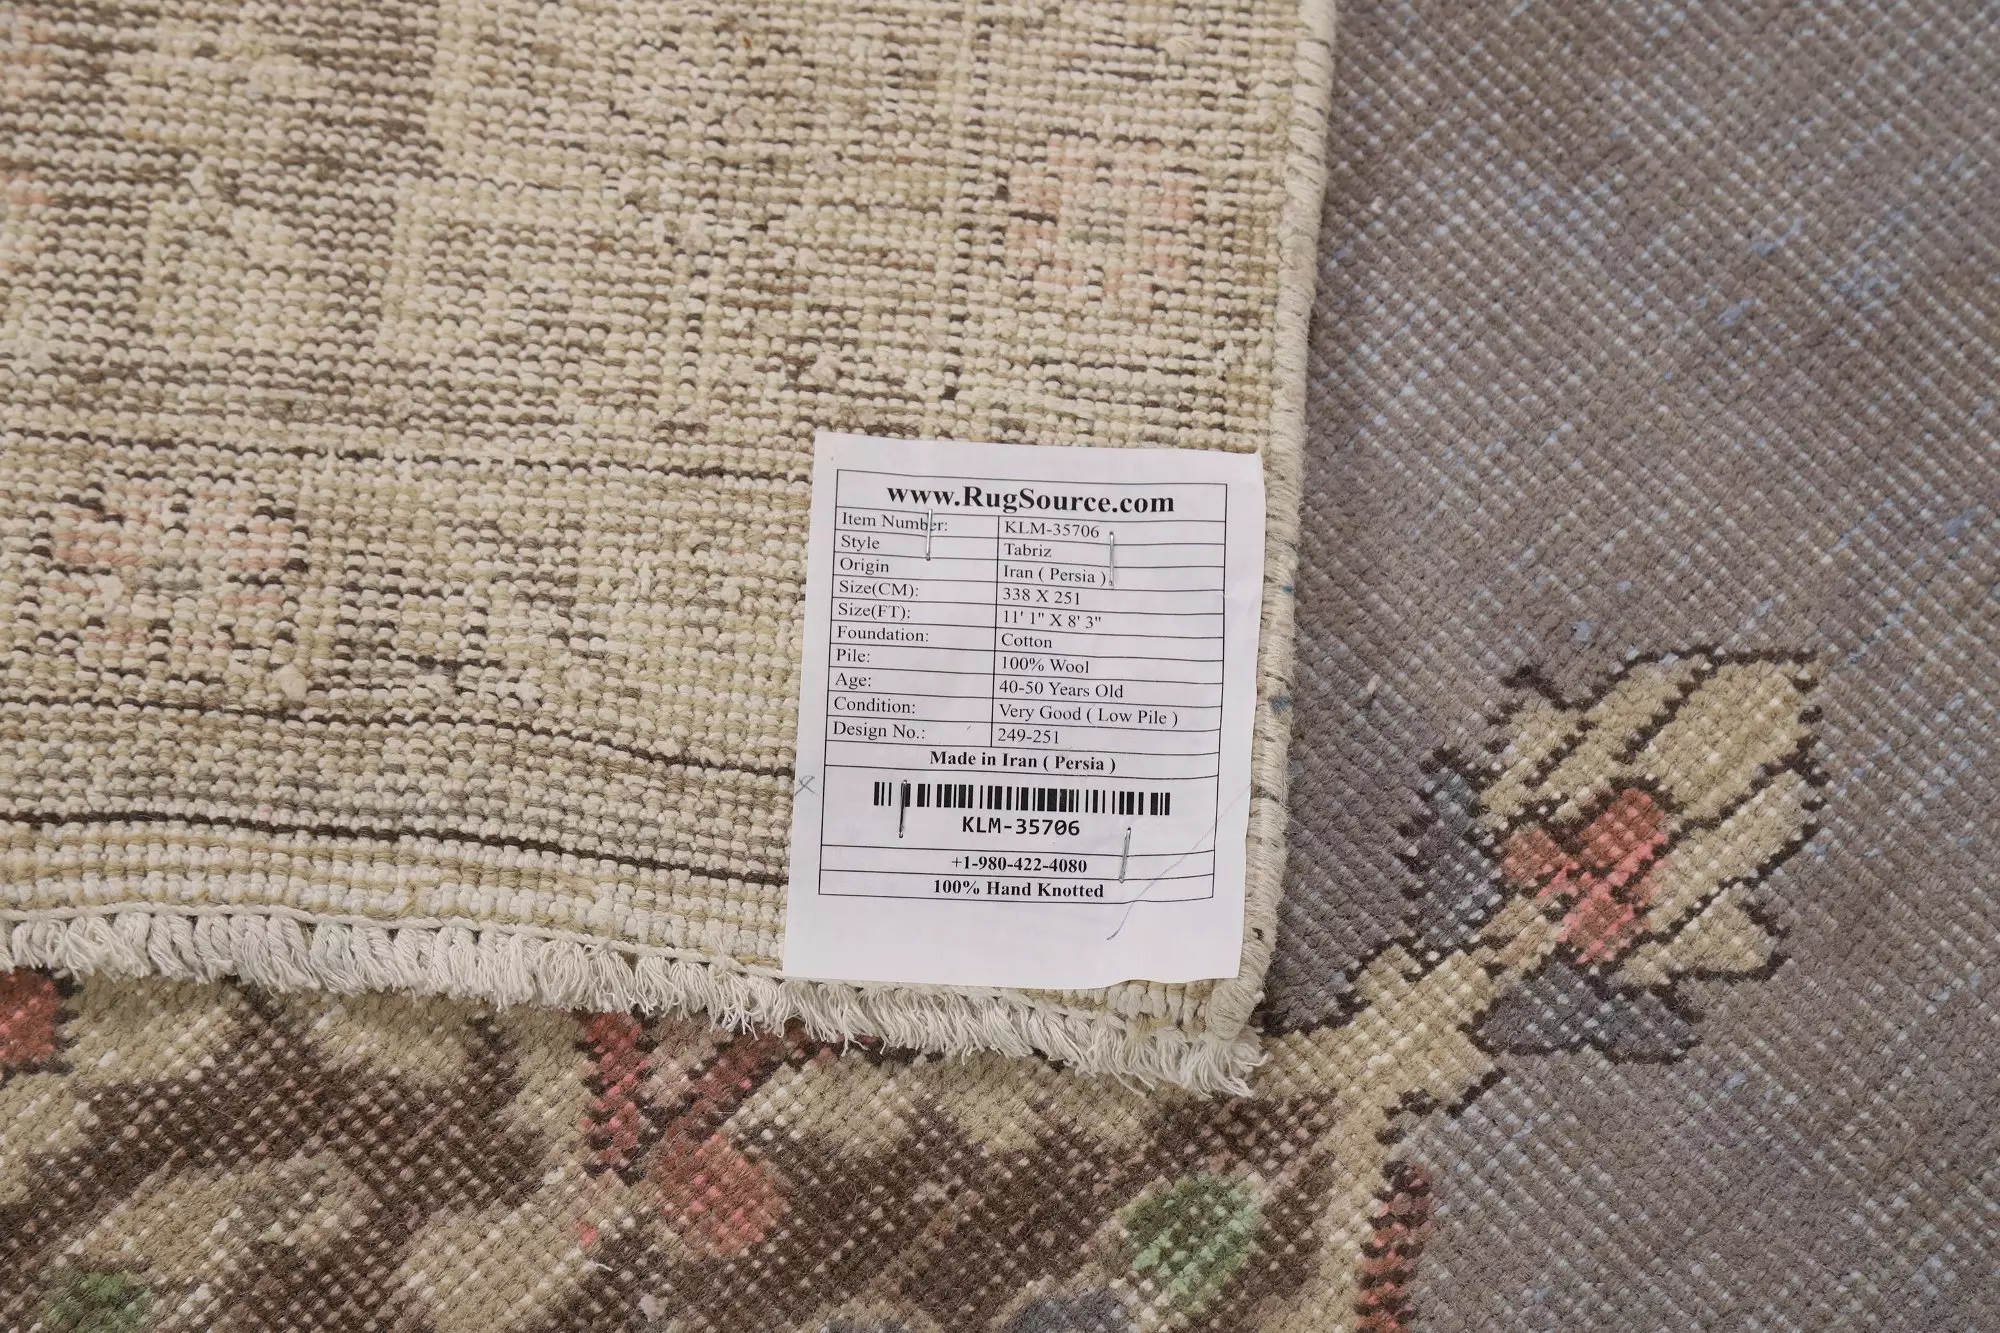 www.RugSource.com
Item Number: KLM-35706
Style Tabriz
Origin Iran ( Persia )
Size(CM): 338 X 251
Size(FT): 11' 1" X 8' 3"
Foundation: Cotton
Pile: 100% Wool
Age: 40-50 Years Old
Condition: Very Good ( Low Pile )
Design No.: 249-251
Made in Iran ( Persia )
KLM-35706
+1-980-422-4080
100% Hand Knotted